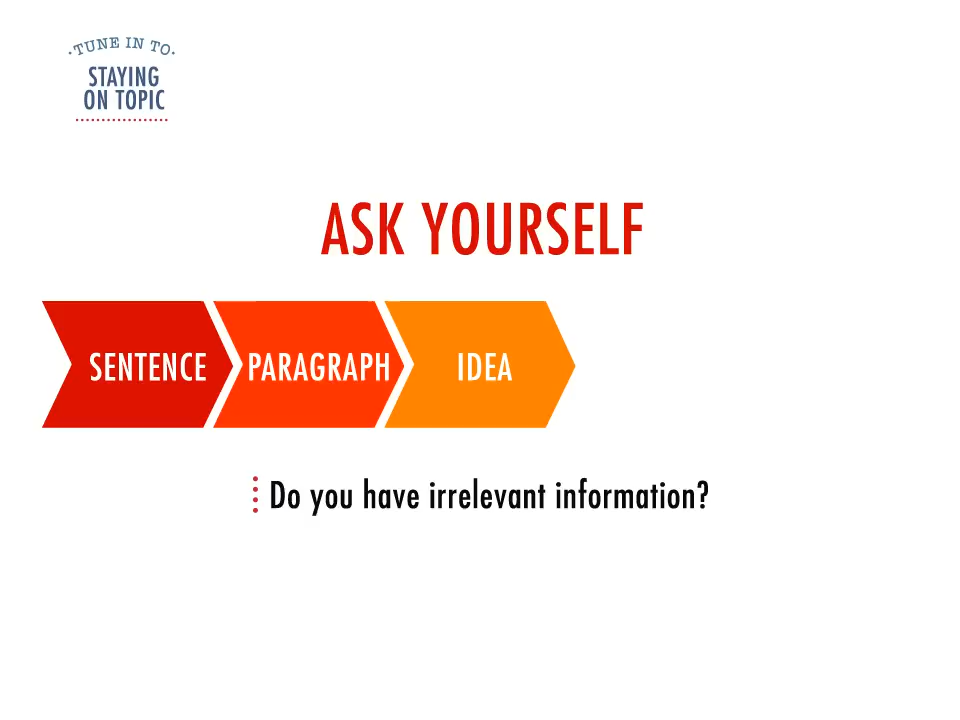 ·TUNE IN TO·
STAYING
ON TOPIC
ASK YOURSELF
SENTENCE
PARAGRAPH
IDEA
Do you have irrelevant information?